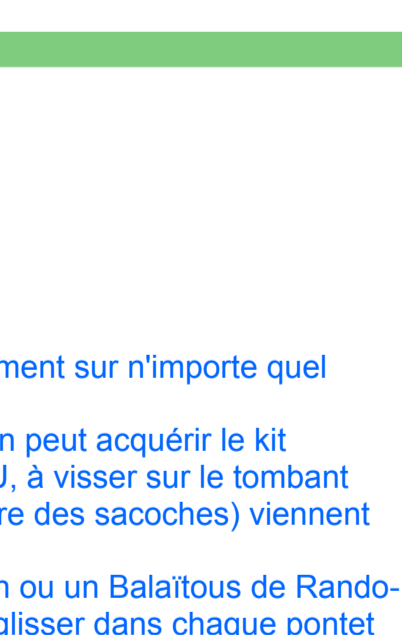 ment sur n'importe quel
n peut acquérir le kit
, à visser sur le tombant
re des sacoches) viennent
n ou un Balaïtous de Rando-
glisser dans chaque pontet